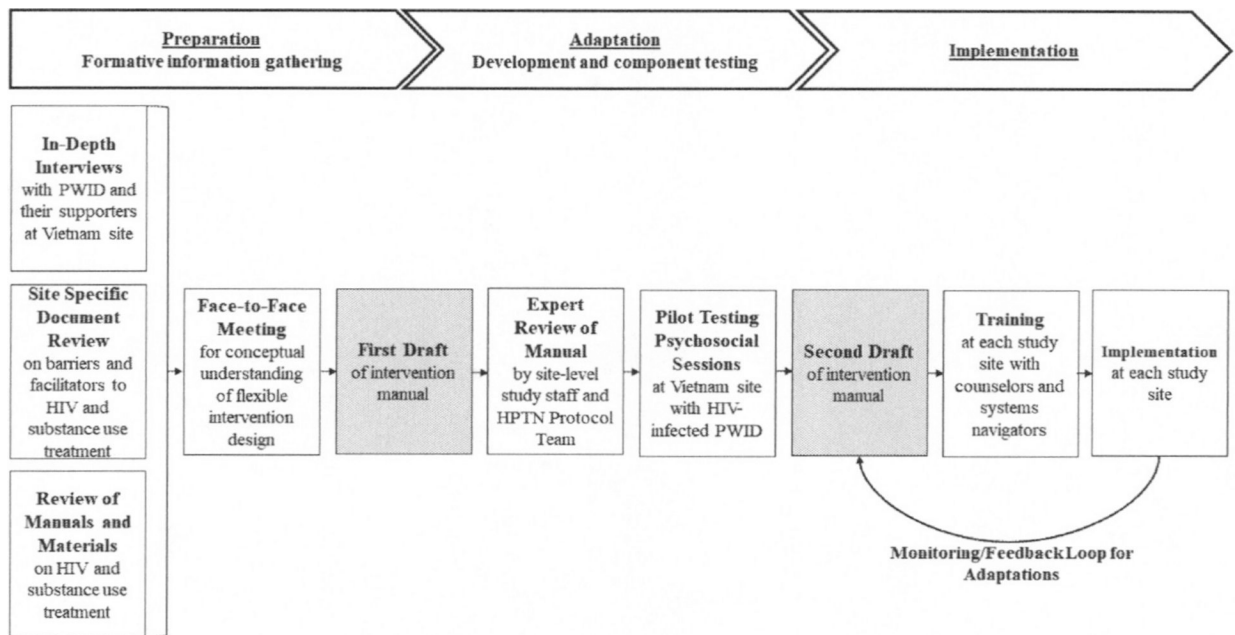 Preparation
Formative information gathering
Adaptation
Development and component testing
Implementation
In-Depth
Interviews
with PWID and
their supporters
at Vietnam site
Site Specific
Document
Review
on barriers and
facilitators to
HIV and
substance use
treatment
Review of
Manuals and
Materials
on HIV and
substance use
treatment
Face-to-Face
Meeting
for conceptual
understanding
of flexible
intervention
design
First Draft
of intervention
manual
Expert
Review of
Manual
by site-level
study staff and
HPTN Protocol
Team
Pilot Testing
Psychosocial
Sessions
at Vietnam site
with HIV-
infected PWID
Second Draft
of intervention
manual
Training
at each study
site with
counselors and
systems
navigators
Implementation
at each study
site
Monitoring/Feedback Loop for
Adaptations